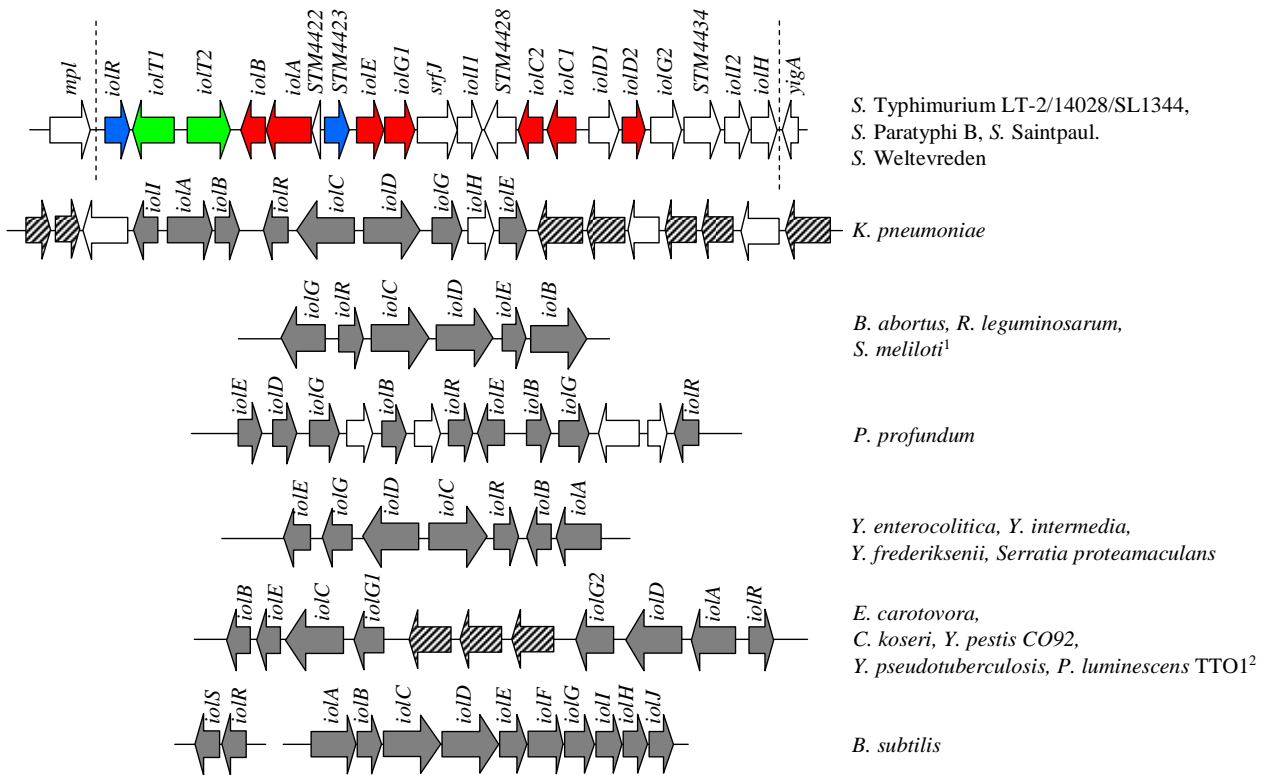 mpl iolR iolT1 iolT2 iolB iolA STM4422 STM4423 iolE iolG1 srfJ iolI1 STM4428 iolC2 iolC1 iolD1 iolD2 iolG2 STM4434 iolI2 iolH yigA
S. Typhimurium LT-2/14028/SL1344,
S. Paratyphi B, S. Saintpaul.
S. Weltevreden
iolI iolA iolB iolR iolC iolD iolG iolH iolE
K. pneumoniae
iolG iolR iolC iolD iolE iolB
B. abortus, R. leguminosarum,
S. meliloti¹
iolE iolD iolG iolB iolR iolE iolB iolG iolR
P. profundum
iolE iolG iolD iolC iolR iolB iolA
Y. enterocolitica, Y. intermedia,
Y. frederiksenii, Serratia proteamaculans
iolB iolE iolC iolG1 iolG2 iolD iolA iolR
E. carotovora,
C. koseri, Y. pestis CO92,
Y. pseudotuberculosis, P. luminescens TTO1²
iolS iolR iolA iolB iolC iolD iolE iolF iolG iolI iolH iolJ
B. subtilis